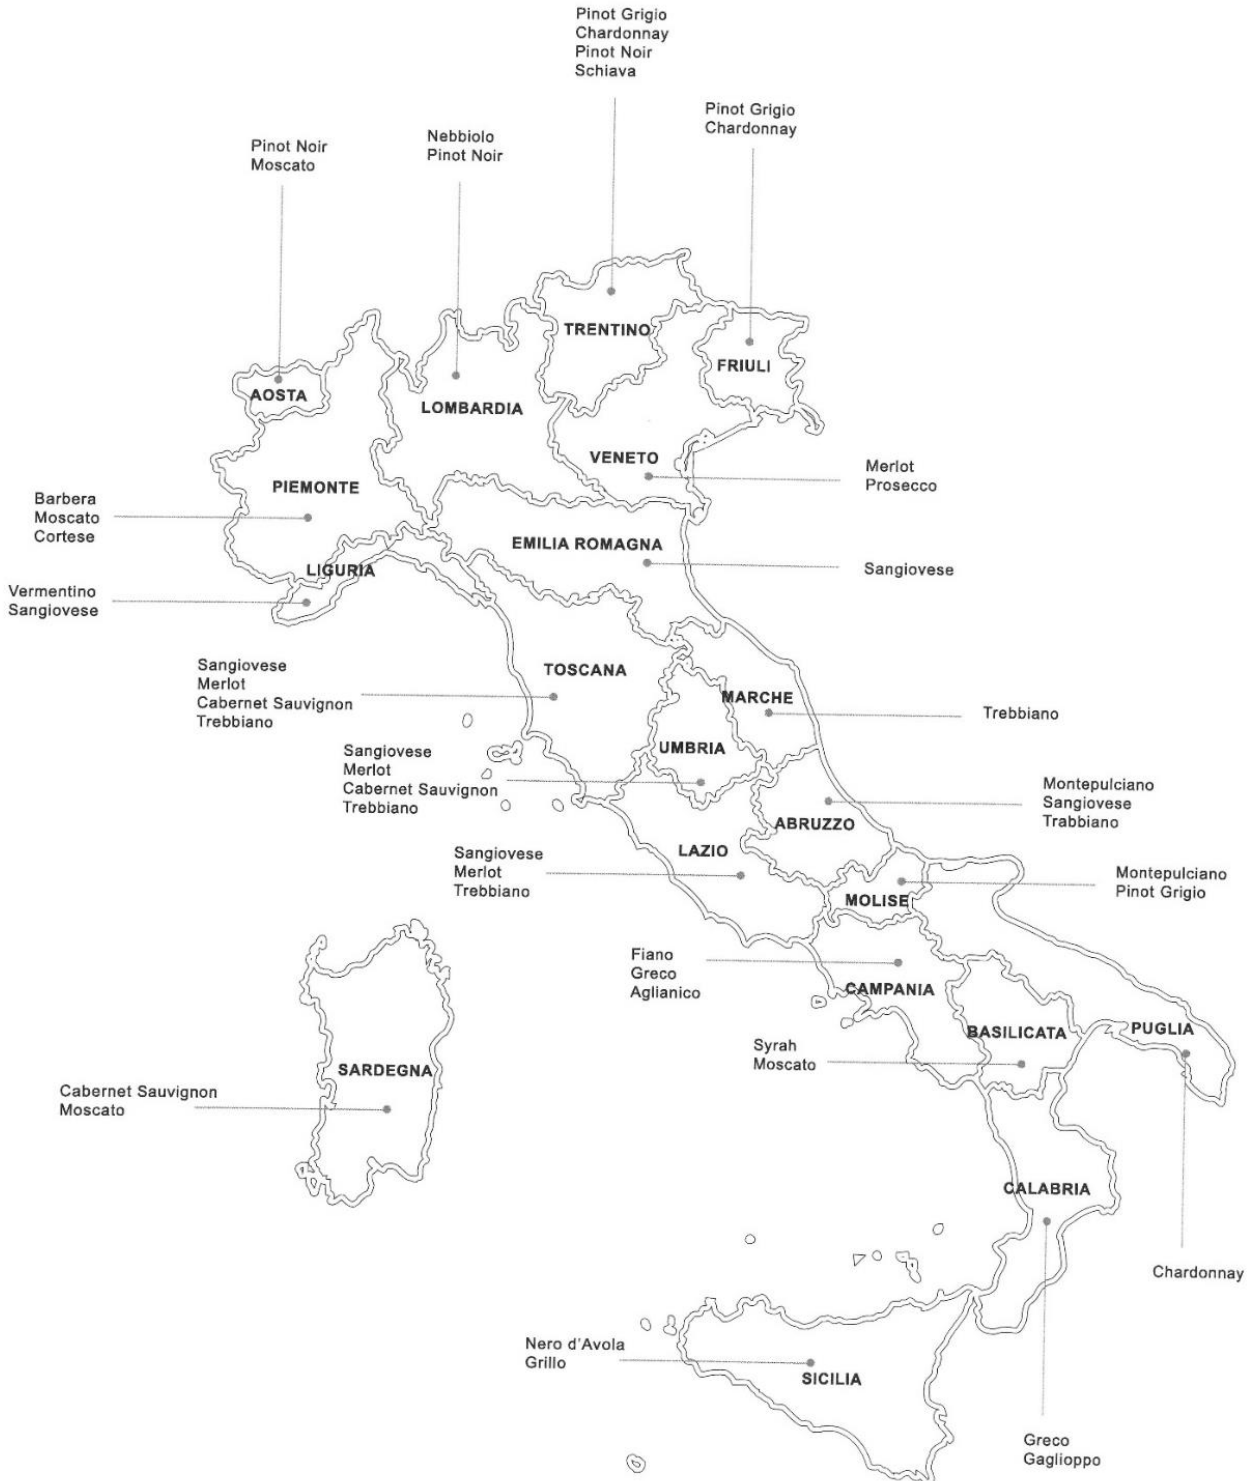 Pinot Grigio
Chardonnay
Pinot Noir
Schiava
Pinot Grigio
Chardonnay
Nebbiolo
Pinot Noir
Pinot Noir
Moscato
TRENTINO
FRIULI
AOSTA
LOMBARDIA
VENETO
Merlot
Prosecco
PIEMONTE
Barbera
Moscato
Cortese
EMILIA ROMAGNA
Sangiovese
LIGURIA
Vermentino
Sangiovese
TOSCANA
Sangiovese
Merlot
Cabernet Sauvignon
Trebbiano
MARCHE
Trebbiano
UMBRIA
Sangiovese
Merlot
Cabernet Sauvignon
Trebbiano
Montepulciano
Sangiovese
Trabbiano
ABRUZZO
LAZIO
Sangiovese
Merlot
Trebbiano
Montepulciano
Pinot Grigio
MOLISE
Fiano
Greco
Aglianico
CAMPANIA
BASILICATA
PUGLIA
Syrah
Moscato
SARDEGNA
Cabernet Sauvignon
Moscato
CALABRIA
Chardonnay
Nero d'Avola
Grillo
SICILIA
Greco
Gaglioppo